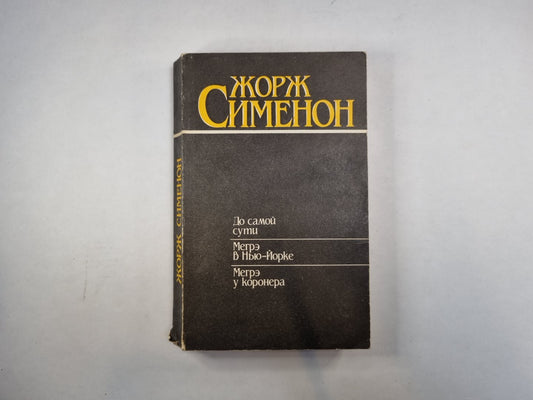 ЖОРЖ
СИМЕНОН
До самой
сути
Мегрэ
в Нью-Йорке
Мегрэ
у коронера
ЖОРЖ СИМЕНОН